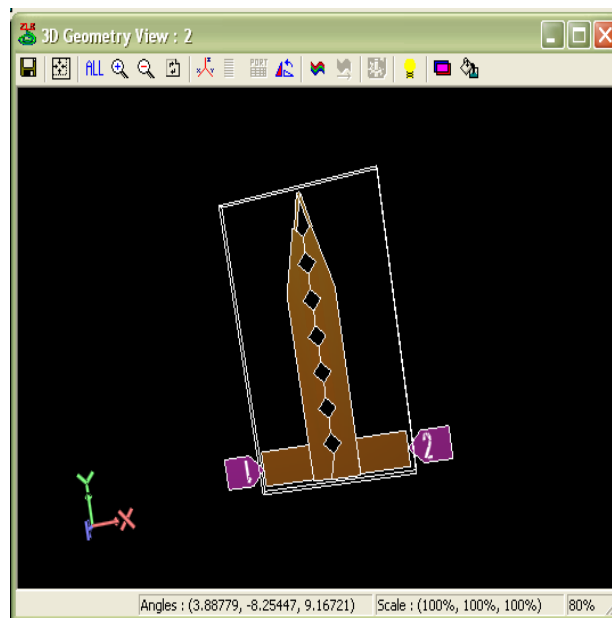 ZLR 3D Geometry View : 2
ALL PORT
1 2
Y
X
Angles : (3.88779, -8.25447, 9.16721) Scale : (100%, 100%, 100%) 80%